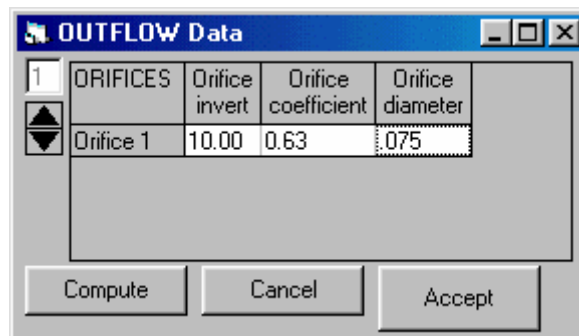 OUTFLOW Data
1 ORIFICES Orifice invert Orifice coefficient Orifice diameter
Orifice 1 10.00 0.63 .075
Compute Cancel Accept